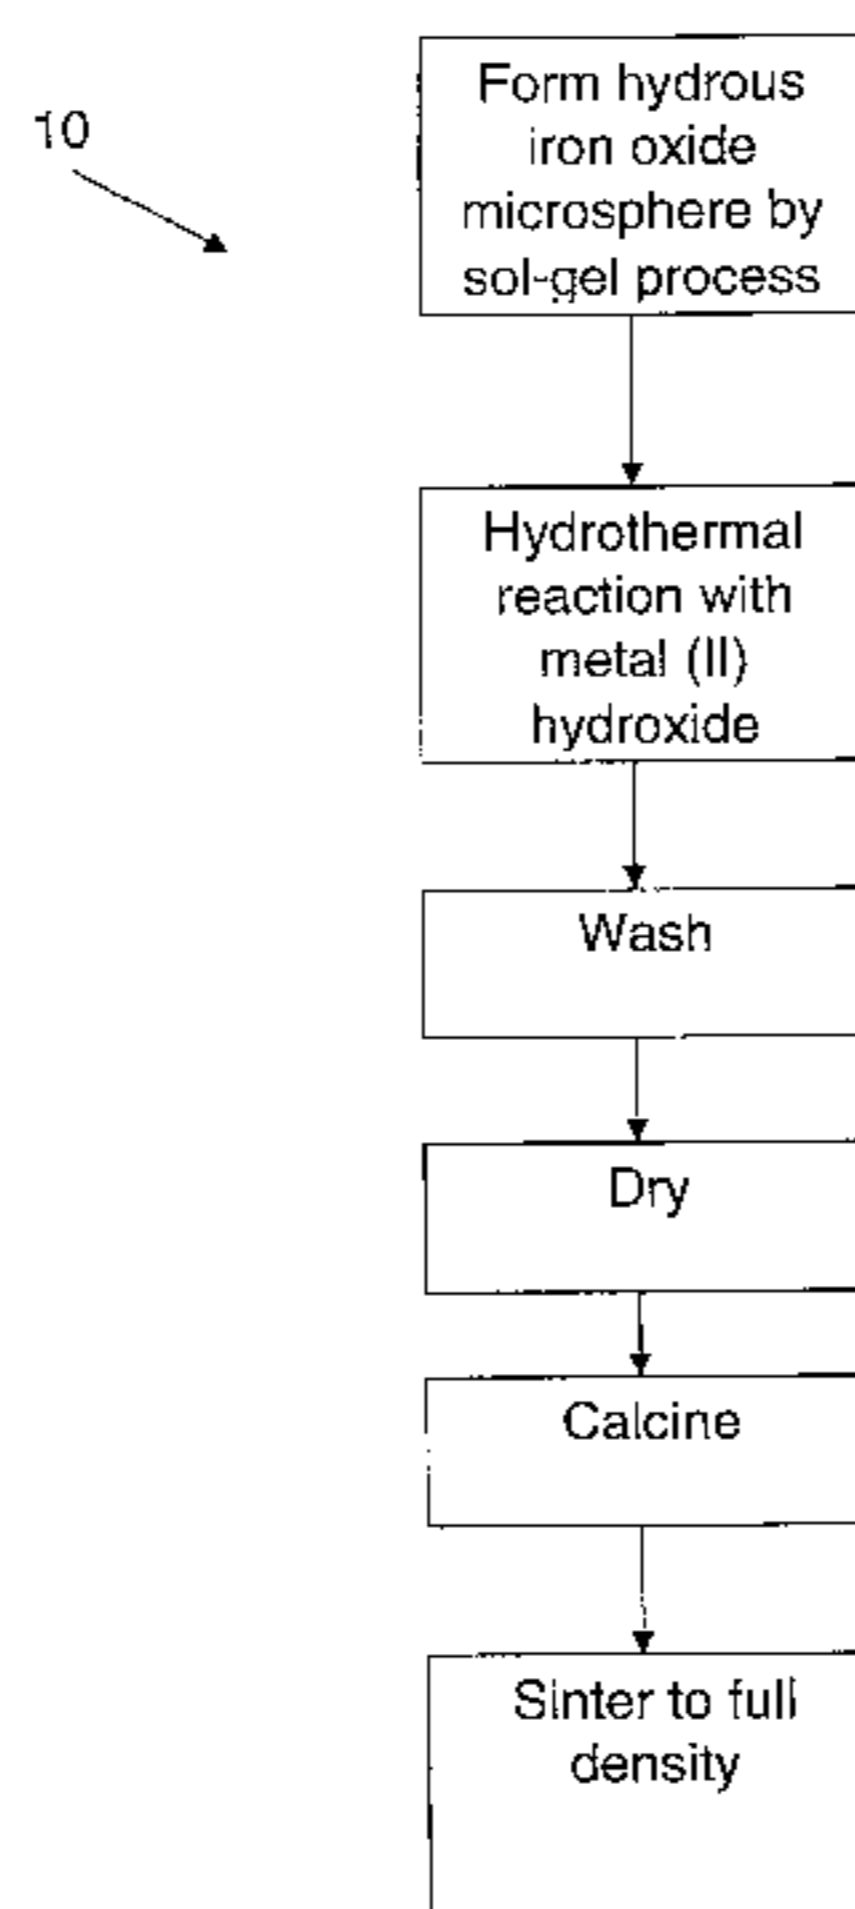 10
Form hydrous
iron oxide
microsphere by
sol-gel process
Hydrothermal
reaction with
metal (II)
hydroxide
Wash
Dry
Calcine
Sinter to full
density